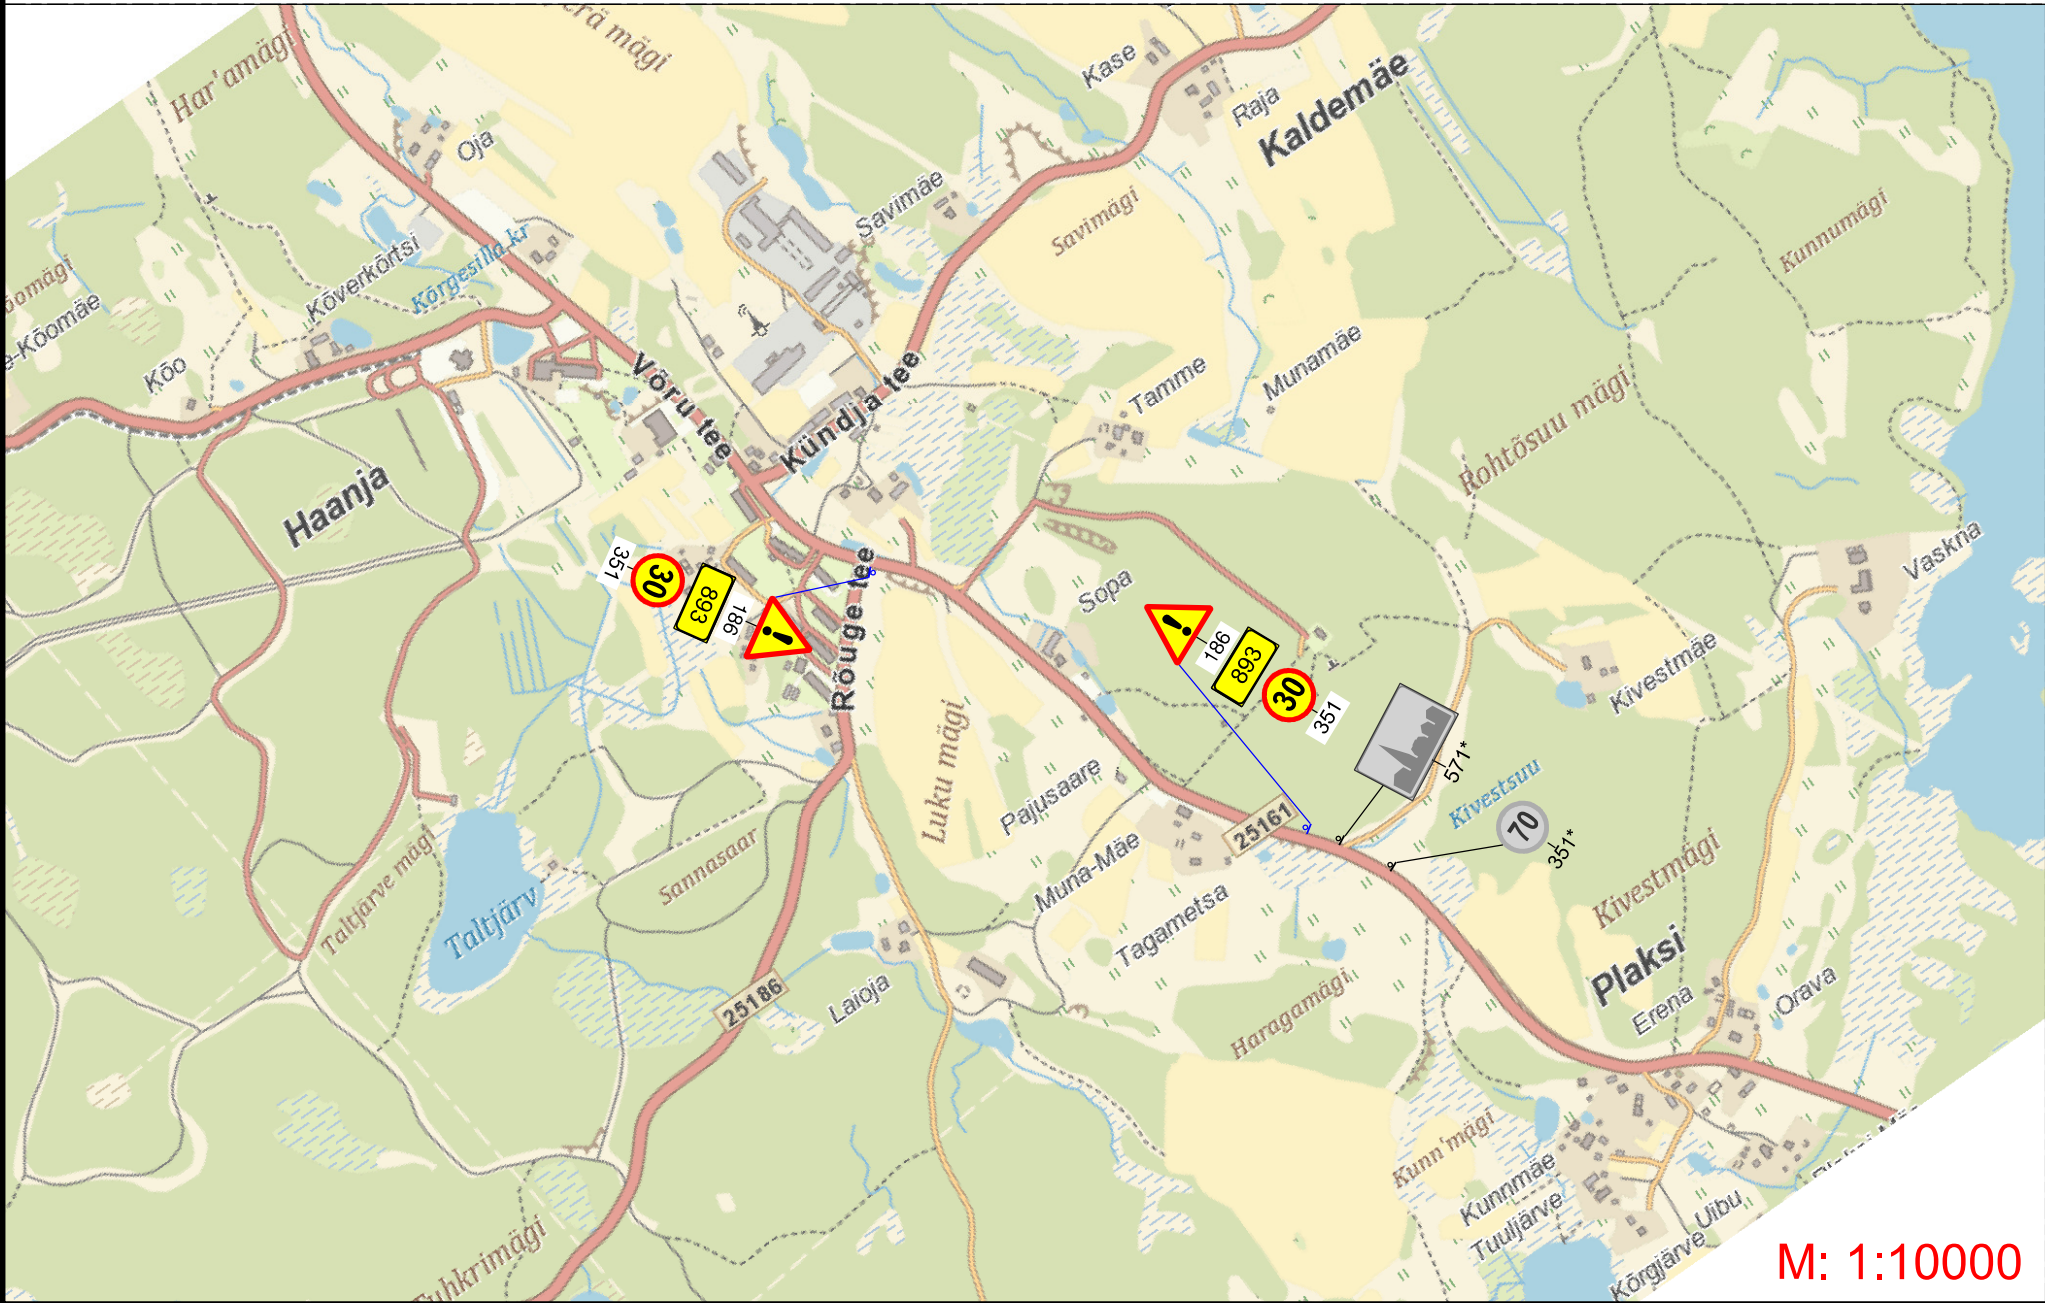 Har'amägi
Oja
Kase
Raja
Kaldemäe
Savimäe
Savimägi
Kunnumägi
Köverkõrtsi
Kõrgesilla kr
Kõo
Võru tee
Kündja tee
Tamme
Munamäe
Rohtõsuu mägi
Haanja
Vaskna
351
30
893
186
Rõuge tee
Sopa
186
893
30
351
Kivestmäe
571*
Luku mägi
Pajusaare
25161
Kivestsuu
70
351*
Muna-Mäe
Sannasaar
Taltjärve mägi
Taltjärv
Tagametsa
Kivestmägi
Plaksi
Erena
Orava
25186
Laioja
Haragamägi
Kunn'mägi
Kunnmäe
Tuuljärve
Uibu
Kõrgjärve
M: 1:10000